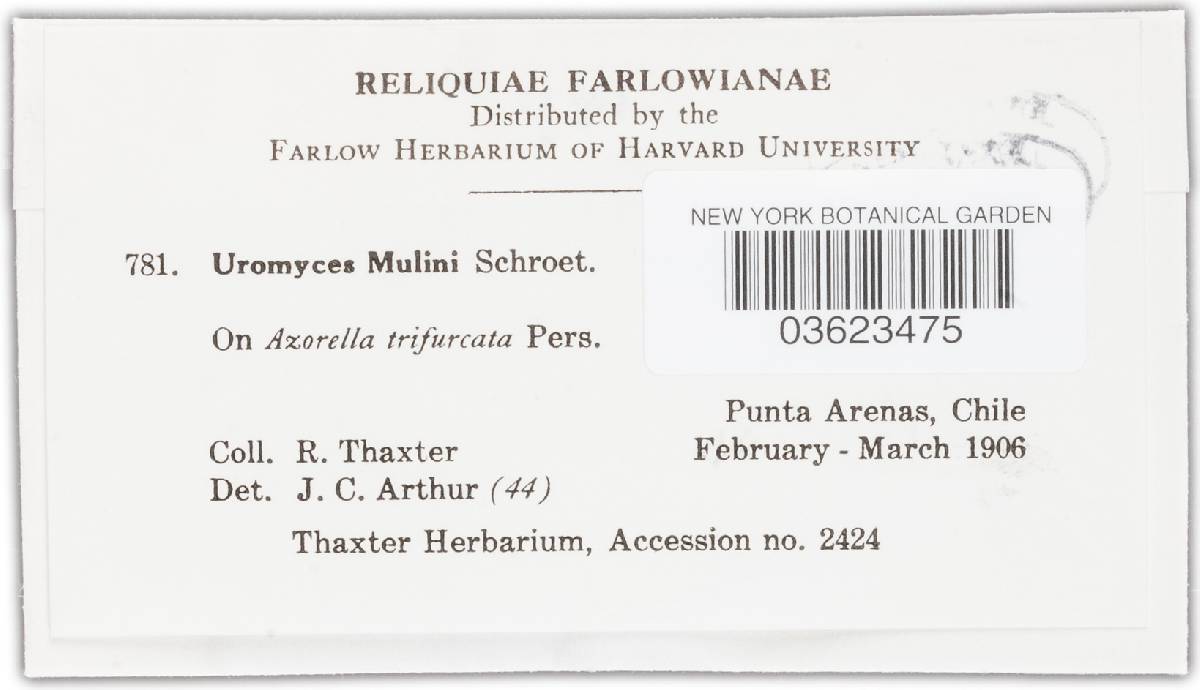 RELIQUIAE FARLOWIANAE
Distributed by the
FARLOW HERBARIUM OF HARVARD UNIVERSITY
NEW YORK BOTANICAL GARDEN
03623475
781. Uromyces Mulini Schroet.
On Azorella trifurcata Pers.
Punta Arenas, Chile
February - March 1906
Coll. R. Thaxter
Det. J. C. Arthur (44)
Thaxter Herbarium, Accession no. 2424